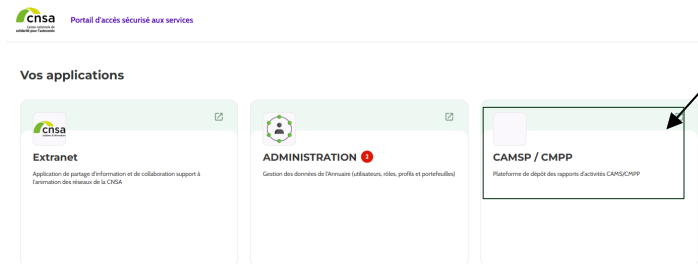 cnsa
Caisse nationale de
solidarité pour l'autonomie
Portail d'accès sécurisé aux services
Vos applications
cnsa
Extranet
Application de partage d'information et de collaboration support à
l'animation des réseaux de la CNSA
ADMINISTRATION 2
Gestion des données de l'Annuaire (utilisateurs, rôles, profils et portefeuilles)
CAMSP / CMPP
Plateforme de dépôt des rapports d'activités CAMS/CMPP